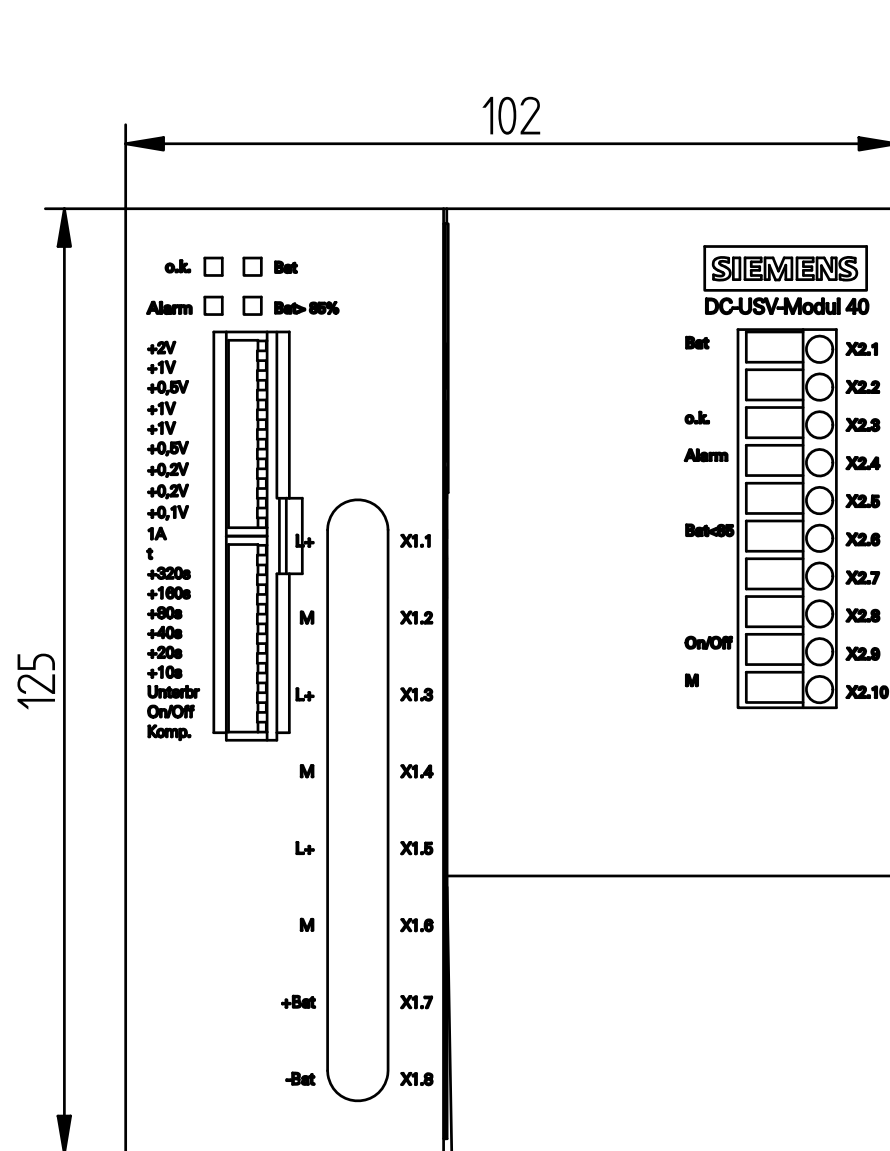 102
125
o.k. Bat
Alarm Bat> 85%
+2V
+1V
+0,5V
+1V
+1V
+0,5V
+0,2V
+0,2V
+0,1V
1A
t
+320s
+160s
+80s
+40s
+20s
+10s
Unterbr
On/Off
Komp.
L+ X1.1
M X1.2
L+ X1.3
M X1.4
L+ X1.5
M X1.6
+Bat X1.7
-Bat X1.8
SIEMENS
DC-USV-Modul 40
Bat X2.1
X2.2
o.k. X2.3
Alarm X2.4
X2.5
Bat<85 X2.6
X2.7
X2.8
On/Off X2.9
M X2.10